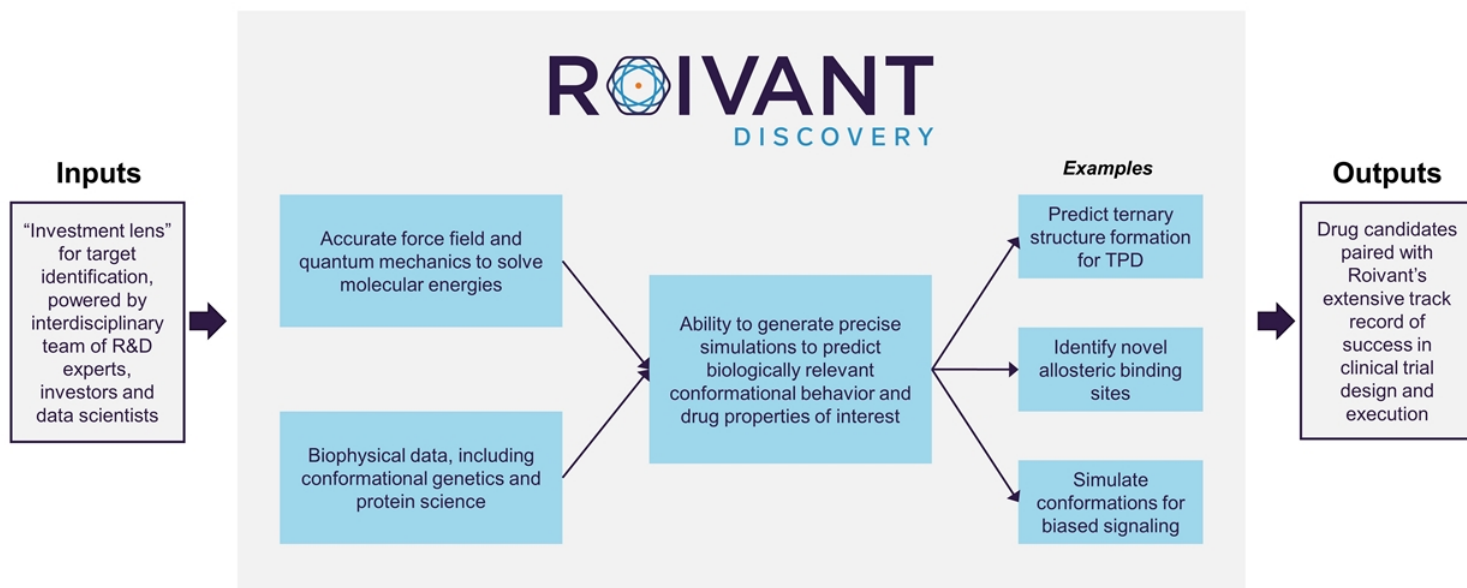 ROIVANT
DISCOVERY
Inputs
“Investment lens”
for target
identification,
powered by
interdisciplinary
team of R&D
experts,
investors and
data scientists
Accurate force field and
quantum mechanics to solve
molecular energies
Biophysical data, including
conformational genetics and
protein science
Ability to generate precise
simulations to predict
biologically relevant
conformational behavior and
drug properties of interest
Examples
Predict ternary
structure formation
for TPD
Identify novel
allosteric binding
sites
Simulate
conformations for
biased signaling
Outputs
Drug candidates
paired with
Roivant’s
extensive track
record of
success in
clinical trial
design and
execution